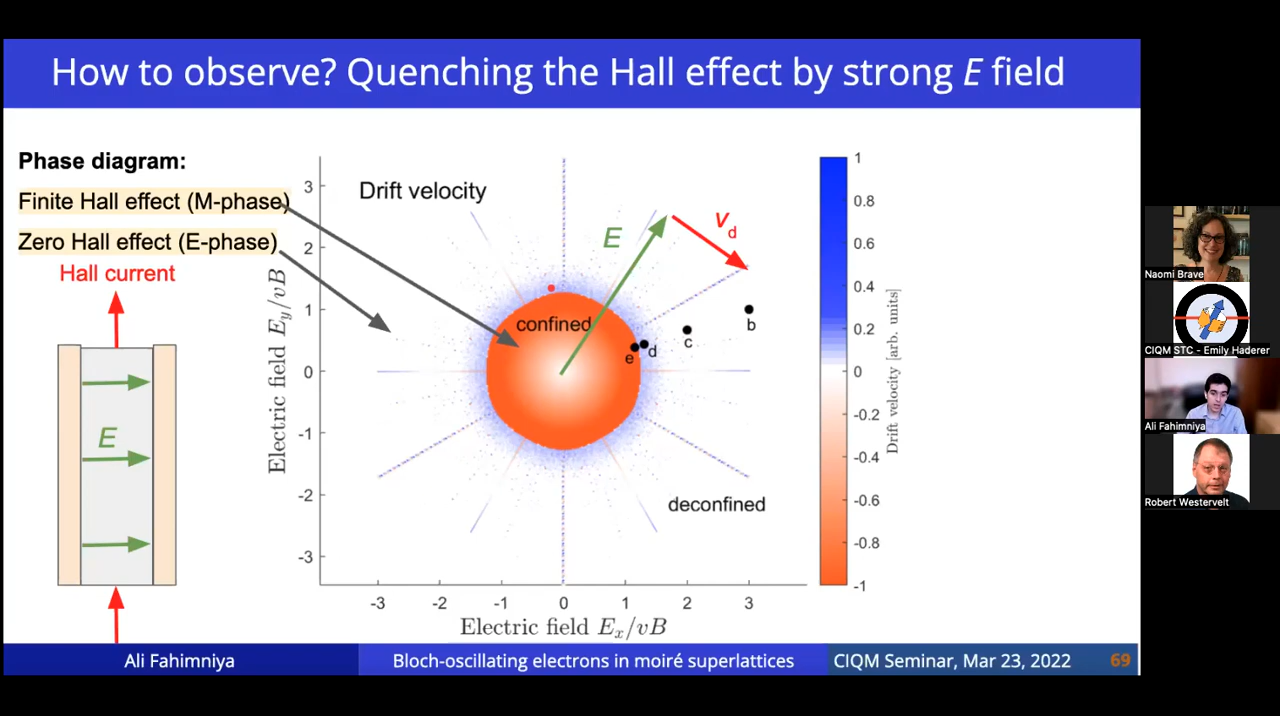 How to observe? Quenching the Hall effect by strong E field
Phase diagram:
Finite Hall effect (M-phase)
Zero Hall effect (E-phase)
Hall current
E
Drift velocity
E
v_d
confined
e
d
c
b
deconfined
3
2
1
0
-1
-2
-3
Electric field E_y/vB
-3
-2
-1
0
1
2
3
Electric field E_x/vB
1
0.8
0.6
0.4
0.2
0
-0.2
-0.4
-0.6
-0.8
-1
Drift velocity [arb. units]
Ali Fahimniya
Bloch-oscillating electrons in moiré superlattices
CIQM Seminar, Mar 23, 2022
69
Naomi Brave
CIQM STC - Emily Haderer
Ali Fahimniya
Robert Westervelt